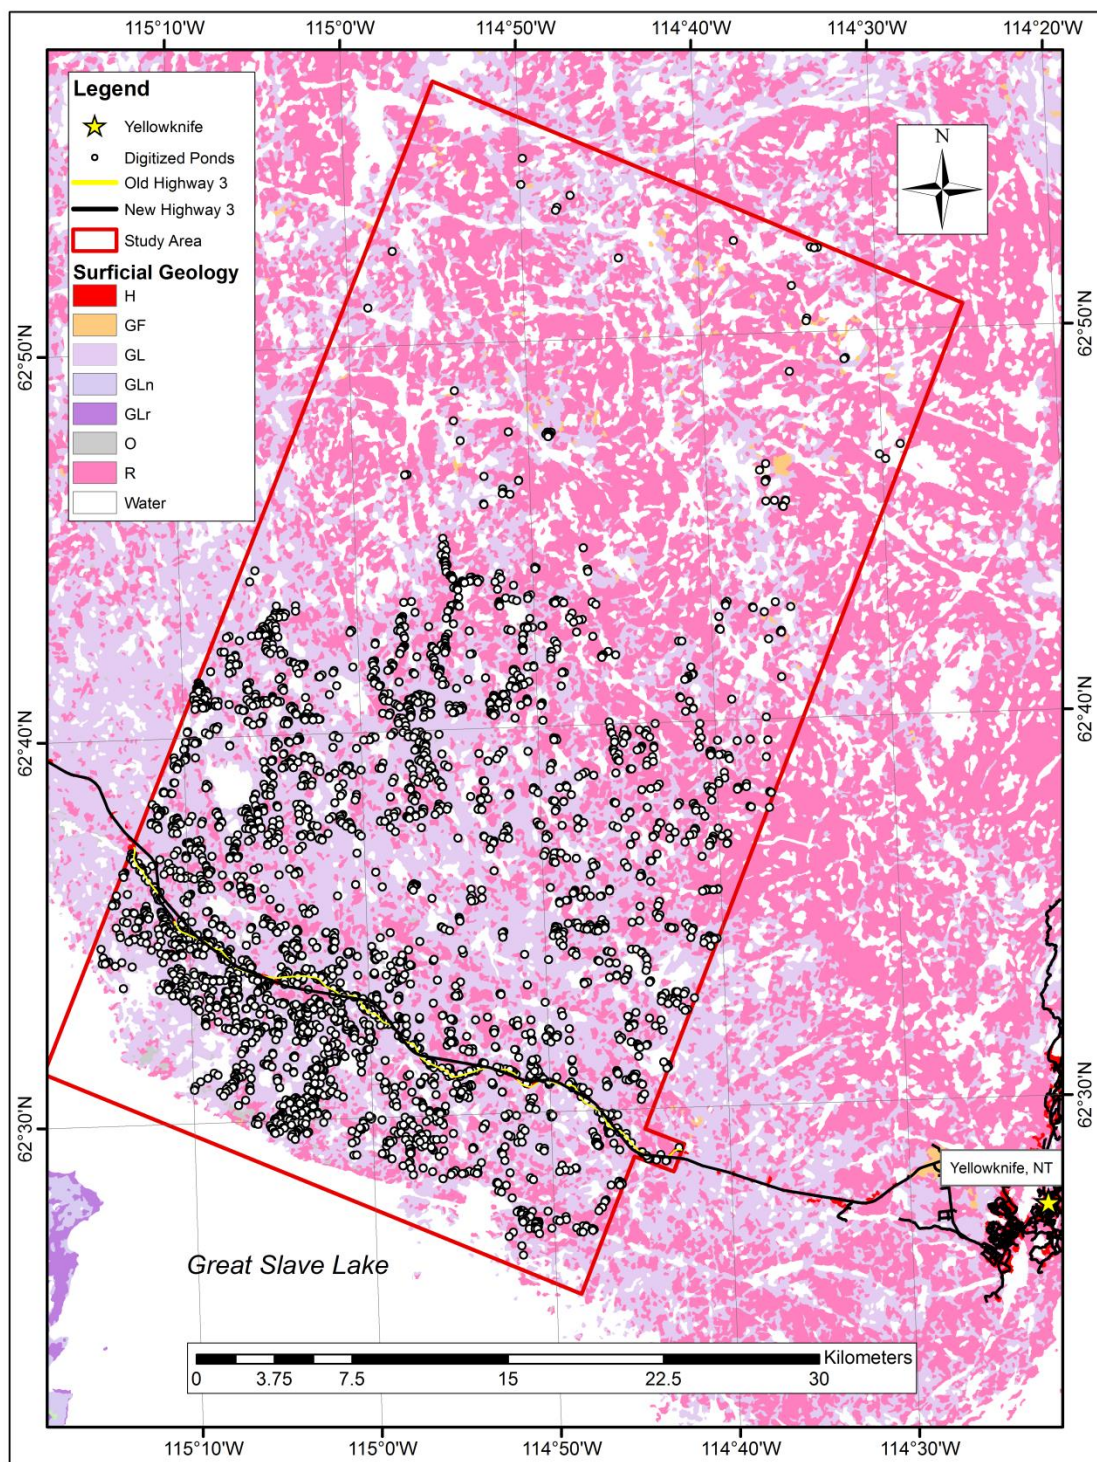 115°10'W 115°0'W 114°50'W 114°40'W 114°30'W 114°20'W
Legend
Yellowknife
Digitized Ponds
Old Highway 3
New Highway 3
Study Area
Surficial Geology
H
GF
GL
GLn
GLr
O
R
Water
N
62°50'N
62°50'N
62°40'N
62°40'N
62°30'N
62°30'N
Yellowknife, NT
Great Slave Lake
Kilometers
0 3.75 7.5 15 22.5 30
115°10'W 115°0'W 114°50'W 114°40'W 114°30'W